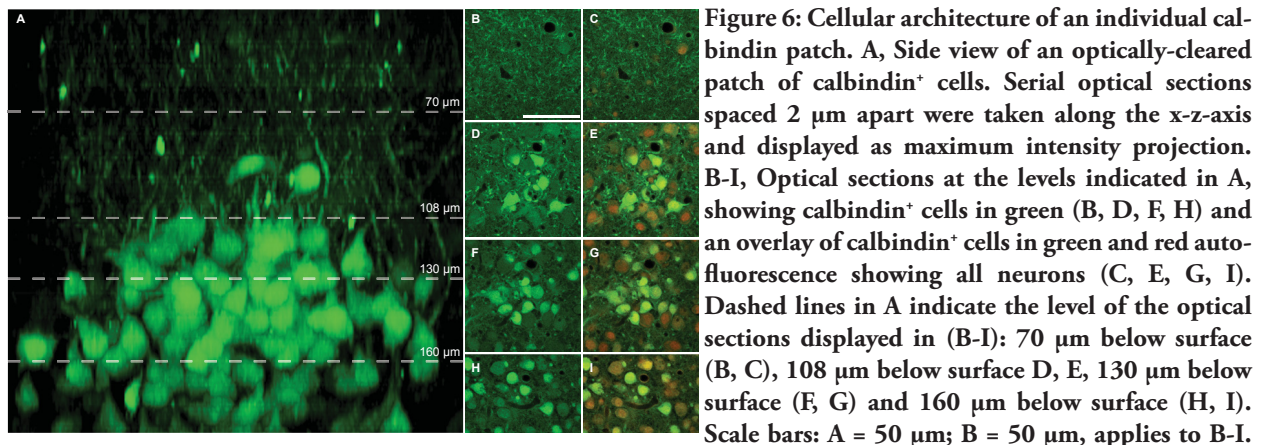 A
70 µm
108 µm
130 µm
160 µm
B
C
D
E
F
G
H
I
Figure 6: Cellular architecture of an individual cal-
bindin patch. A, Side view of an optically-cleared
patch of calbindin⁺ cells. Serial optical sections
spaced 2 µm apart were taken along the x-z-axis
and displayed as maximum intensity projection.
B-I, Optical sections at the levels indicated in A,
showing calbindin⁺ cells in green (B, D, F, H) and
an overlay of calbindin⁺ cells in green and red auto-
fluorescence showing all neurons (C, E, G, I).
Dashed lines in A indicate the level of the optical
sections displayed in (B-I): 70 µm below surface
(B, C), 108 µm below surface D, E, 130 µm below
surface (F, G) and 160 µm below surface (H, I).
Scale bars: A = 50 µm; B = 50 µm, applies to B-I.